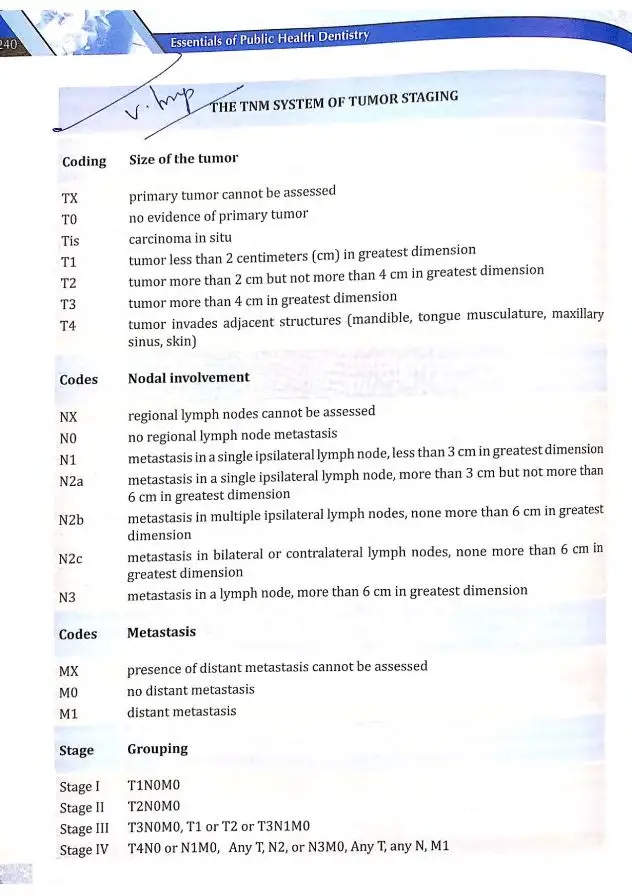 240
Essentials of Public Health Dentistry
v. Imp
THE TNM SYSTEM OF TUMOR STAGING
Coding Size of the tumor
TX primary tumor cannot be assessed
T0 no evidence of primary tumor
Tis carcinoma in situ
T1 tumor less than 2 centimeters (cm) in greatest dimension
T2 tumor more than 2 cm but not more than 4 cm in greatest dimension
T3 tumor more than 4 cm in greatest dimension
T4 tumor invades adjacent structures (mandible, tongue musculature, maxillary
sinus, skin)
Codes Nodal involvement
NX regional lymph nodes cannot be assessed
N0 no regional lymph node metastasis
N1 metastasis in a single ipsilateral lymph node, less than 3 cm in greatest dimension
N2a metastasis in a single ipsilateral lymph node, more than 3 cm but not more than
6 cm in greatest dimension
N2b metastasis in multiple ipsilateral lymph nodes, none more than 6 cm in greatest
dimension
N2c metastasis in bilateral or contralateral lymph nodes, none more than 6 cm in
greatest dimension
N3 metastasis in a lymph node, more than 6 cm in greatest dimension
Codes Metastasis
MX presence of distant metastasis cannot be assessed
M0 no distant metastasis
M1 distant metastasis
Stage Grouping
Stage I T1N0M0
Stage II T2N0M0
Stage III T3N0M0, T1 or T2 or T3N1M0
Stage IV T4N0 or N1M0, Any T, N2, or N3M0, Any T, any N, M1